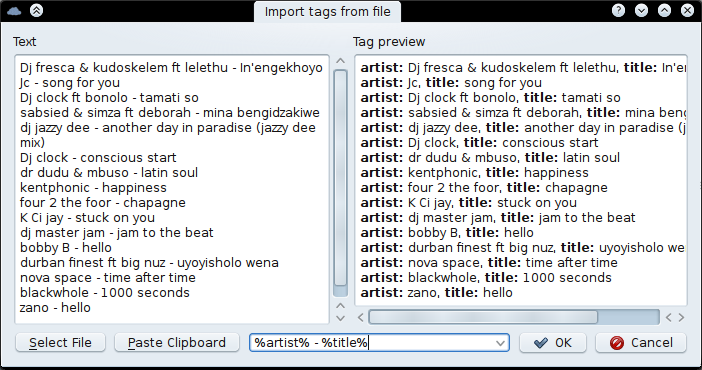 Import tags from file
Text
Dj fresca & kudoskelem ft lelethu - In'engekhoyo
Jc - song for you
Dj clock ft bonolo - tamati so
sabsied & simza ft deborah - mina bengidzakiwe
dj jazzy dee - another day in paradise (jazzy dee
mix)
Dj clock - conscious start
dr dudu & mbuso - latin soul
kentphonic - happiness
four 2 the foor - chapagne
K Ci jay - stuck on you
dj master jam - jam to the beat
bobby B - hello
durban finest ft big nuz - uyoyisholo wena
nova space - time after time
blackwhole - 1000 seconds
zano - hello
Tag preview
artist: Dj fresca & kudoskelem ft lelethu, title: In'e
artist: Jc, title: song for you
artist: Dj clock ft bonolo, title: tamati so
artist: sabsied & simza ft deborah, title: mina beng
artist: dj jazzy dee, title: another day in paradise (j
artist: Dj clock, title: conscious start
artist: dr dudu & mbuso, title: latin soul
artist: kentphonic, title: happiness
artist: four 2 the foor, title: chapagne
artist: K Ci jay, title: stuck on you
artist: dj master jam, title: jam to the beat
artist: bobby B, title: hello
artist: durban finest ft big nuz, title: uyoyisholo we
artist: nova space, title: time after time
artist: blackwhole, title: 1000 seconds
artist: zano, title: hello
Select File
Paste Clipboard
%artist% - %title%
OK
Cancel